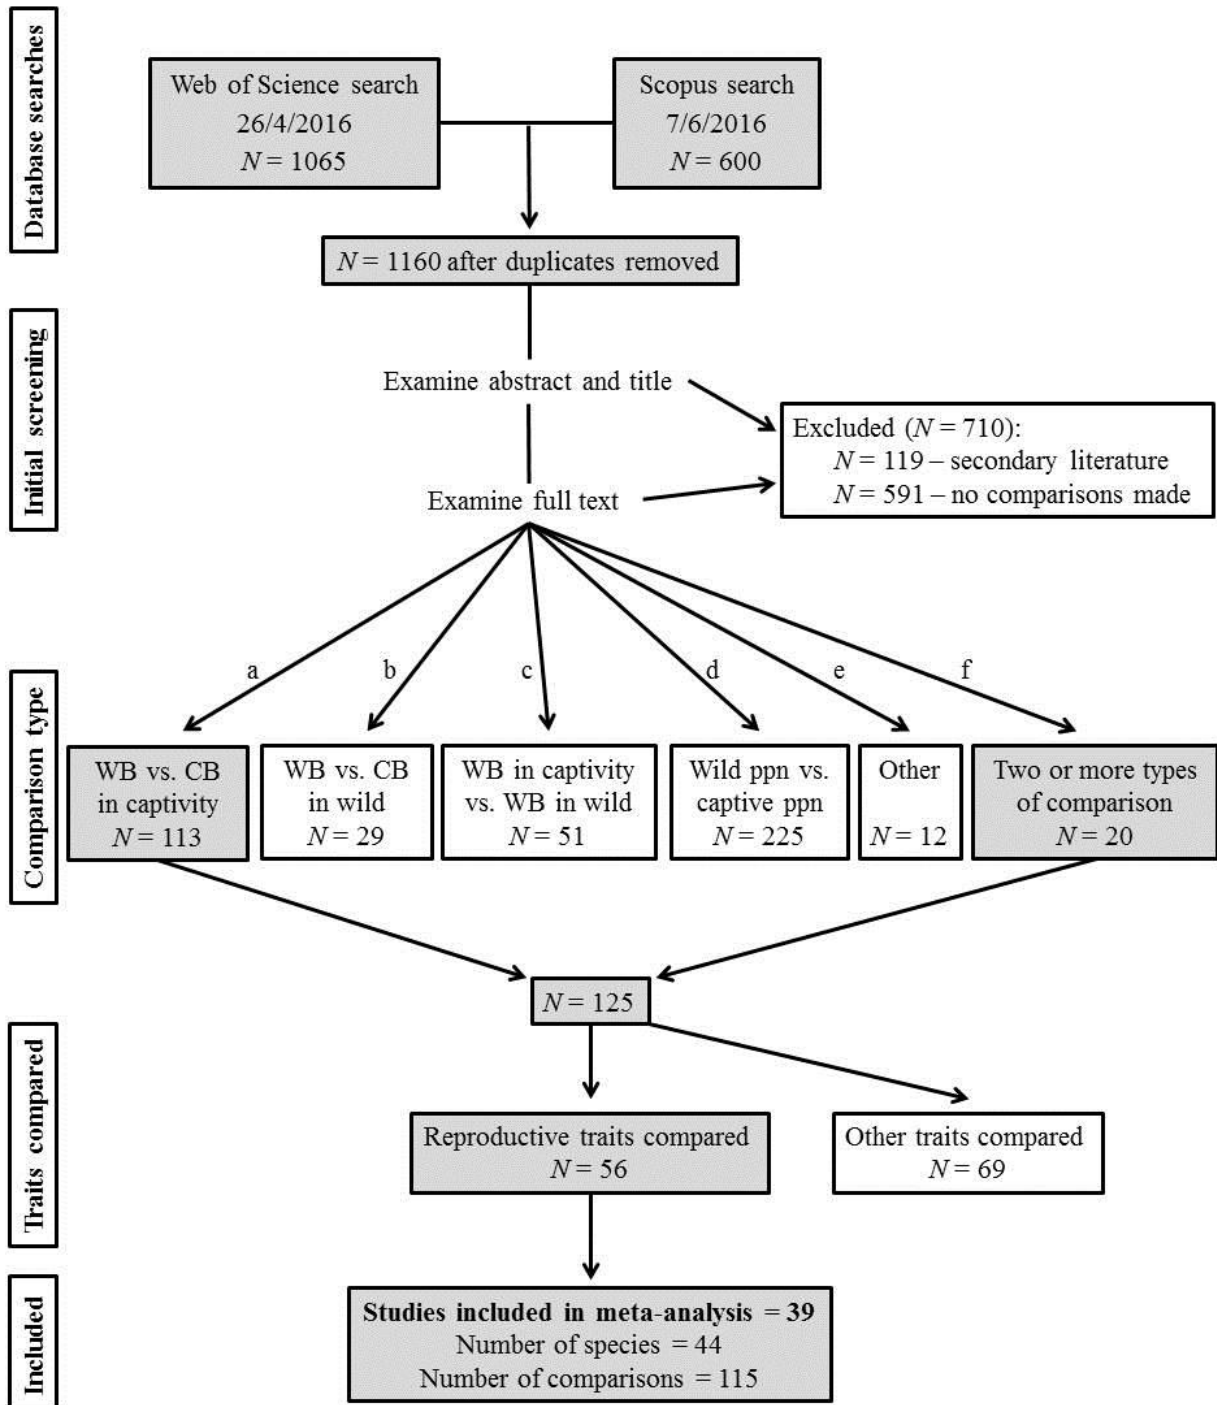 Database searches
Web of Science search
26/4/2016
N = 1065
Scopus search
7/6/2016
N = 600
N = 1160 after duplicates removed
Initial screening
Examine abstract and title
Excluded (N = 710):
N = 119 – secondary literature
N = 591 – no comparisons made
Examine full text
a
b
c
d
e
f
Comparison type
WB vs. CB
in captivity
N = 113
WB vs. CB
in wild
N = 29
WB in captivity
vs. WB in wild
N = 51
Wild ppn vs.
captive ppn
N = 225
Other
N = 12
Two or more types
of comparison
N = 20
N = 125
Traits compared
Reproductive traits compared
N = 56
Other traits compared
N = 69
Included
Studies included in meta-analysis = 39
Number of species = 44
Number of comparisons = 115